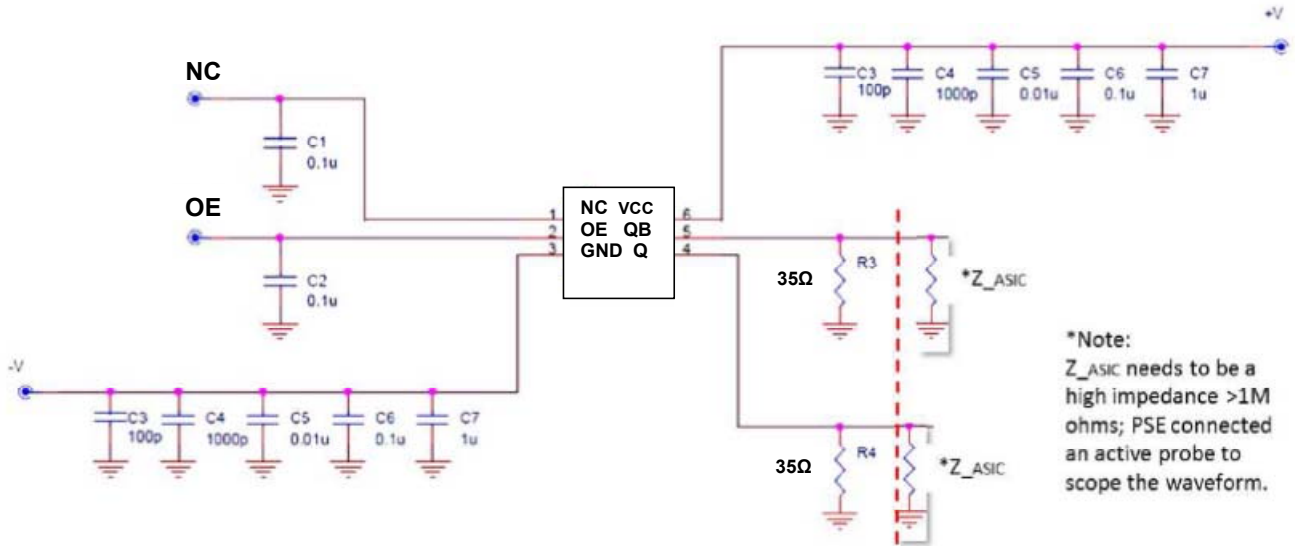 +V
C3
100p
C4
1000p
C5
0.01u
C6
0.1u
C7
1u
NC
C1
0.1u
OE
C2
0.1u
1
2
3
NC VCC
OE QB
GND Q
6
5
4
35Ω
R3
*Z_ASIC
35Ω
R4
*Z_ASIC
-V
C3
100p
C4
1000p
C5
0.01u
C6
0.1u
C7
1u
*Note:
Z_ASIC needs to be a
high impedance >1M
ohms; PSE connected
an active probe to
scope the waveform.